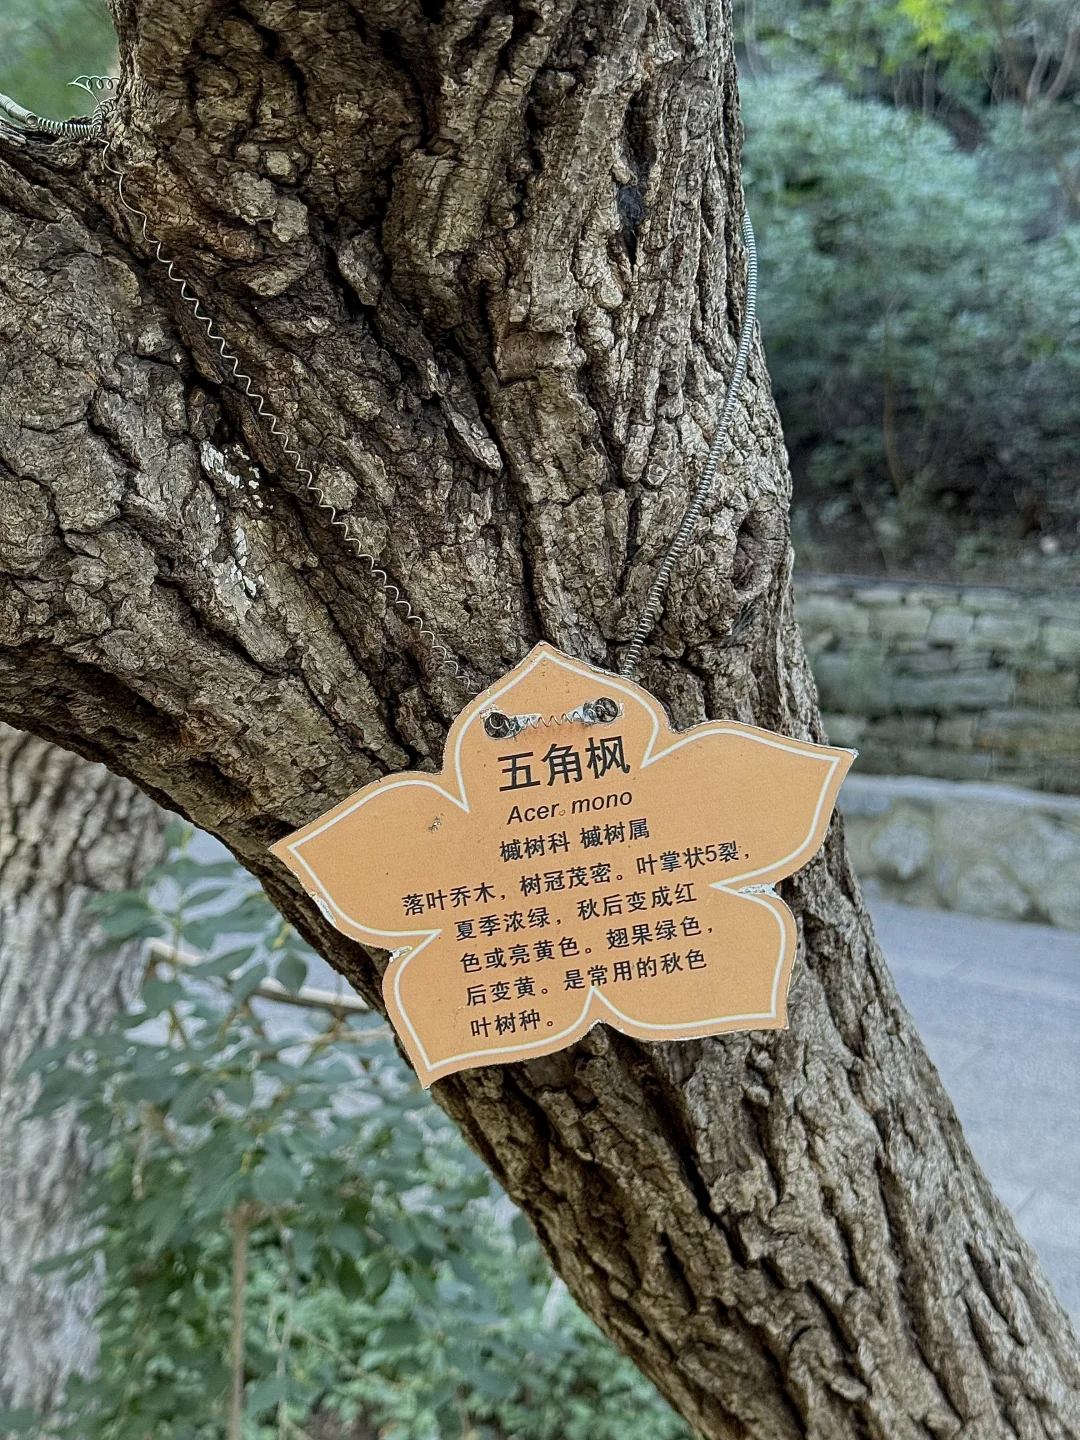 五角枫
Acer。mono
槭树科 槭树属
落叶乔木，树冠茂密。叶掌状5裂，
夏季浓绿，秋后变成红
色或亮黄色。翅果绿色，
后变黄。是常用的秋色
叶树种。